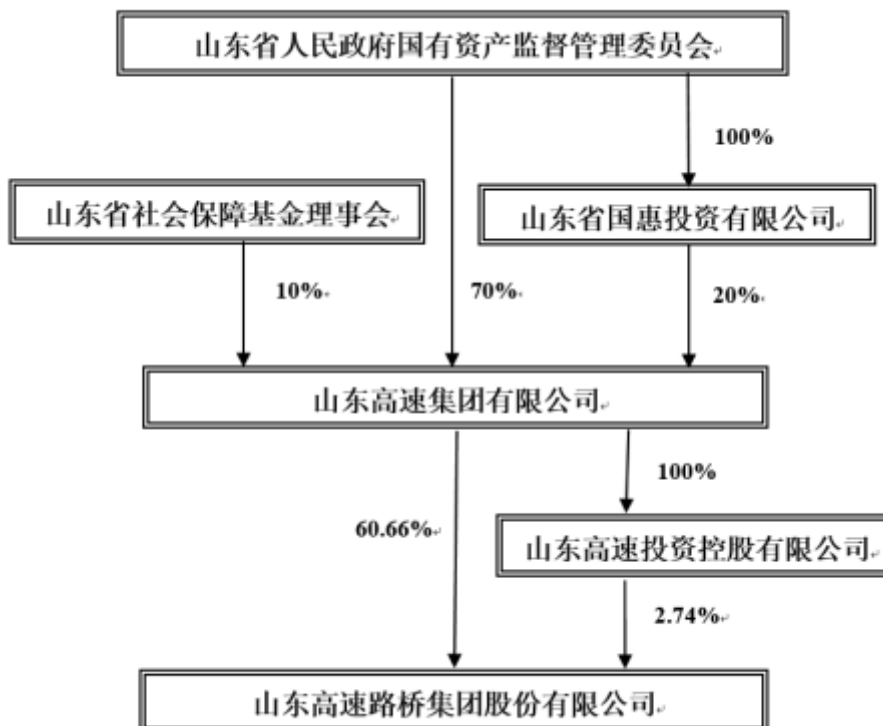 山东省人民政府国有资产监督管理委员会
100%
山东省社会保障基金理事会
山东省国惠投资有限公司
10%
70%
20%
山东高速集团有限公司
100%
60.66%
山东高速投资控股有限公司
2.74%
山东高速路桥集团股份有限公司